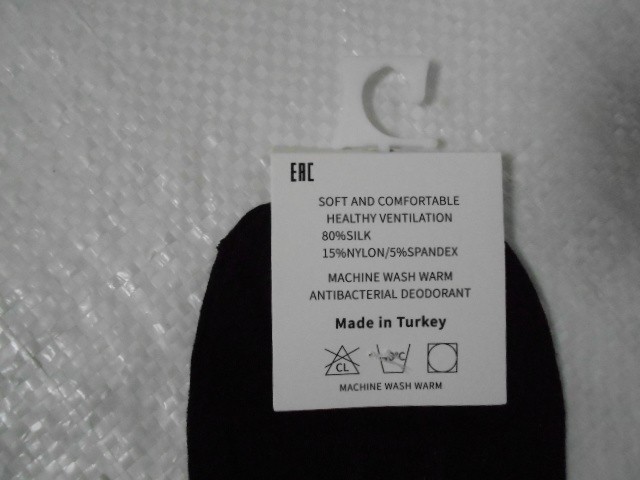 EAC
SOFT AND COMFORTABLE
HEALTHY VENTILATION
80%SILK
15%NYLON/5%SPANDEX
MACHINE WASH WARM
ANTIBACTERIAL DEODORANT
Made in Turkey
CL °C
MACHINE WASH WARM